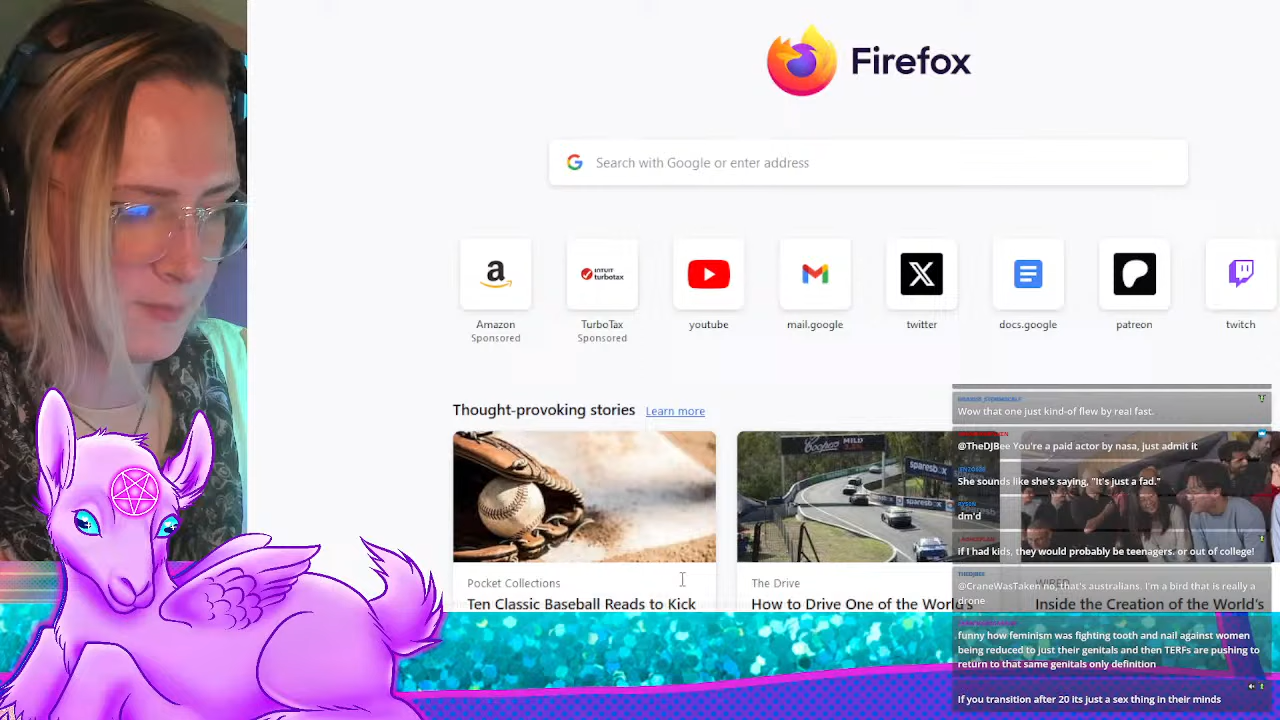 Firefox
Search with Google or enter address
a
INTUIT
turbotax
Amazon
Sponsored
TurboTax
Sponsored
youtube
mail.google
twitter
docs.google
patreon
twitch
Thought-provoking stories Learn more
MILD
sparesbox
Pocket Collections
Ten Classic Baseball Reads to Kick
The Drive
How to Drive One of the World's
WIRED
Inside the Creation of the World's
Wow that one just kind-of flew by real fast.
@TheDJBee You're a paid actor by nasa, just admit it
She sounds like she's saying, "It's just a fad."
dm'd
if I had kids, they would probably be teenagers. or out of college!
THEDJBEE
@CraneWasTaken no, that's australians. I'm a bird that is really a
drone
funny how feminism was fighting tooth and nail against women
being reduced to just their genitals and then TERFs are pushing to
return to that same genitals only definition
If you transition after 20 its just a sex thing in their minds